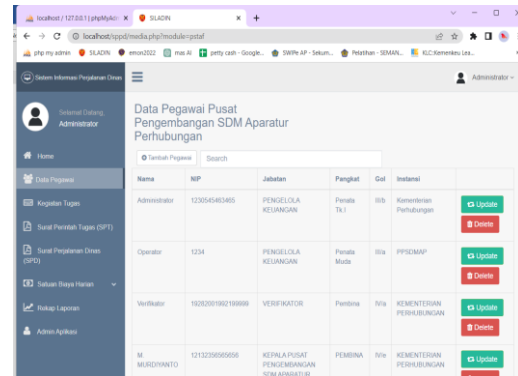 localhost / 127.0.0.1 | phpMyAdm
SILADIN
localhost/sppd/media.php?module=pstaf
php my admin
SILADIN
emon2022
mas AI
petty cash - Google...
SWIPe AP - Sekum...
Pelatihan - SEMAN...
KLC:Kemenkeu Lea...
Sistem Informasi Perjalanan Dinas
Administrator
Selamat Datang,
Administrator
Home
Data Pegawai
Kegiatan Tugas
Surat Perintah Tugas (SPT)
Surat Perjalanan Dinas
(SPD)
Satuan Biaya Harian
Rekap Laporan
Admin Aplikasi
Data Pegawai Pusat
Pengembangan SDM Aparatur
Perhubungan
Tambah Pegawai
Search
Nama NIP Jabatan Pangkat Gol Instansi
Administrator 1230545463465 PENGELOLA KEUANGAN Penata Tk.I III/b Kementerian Perhubungan
Update
Delete
Operator 1234 PENGELOLA KEUANGAN Penata Muda III/a PPSDMAP
Update
Delete
Verifikator VERIFIKATOR Pembina IV/a KEMENTERIAN PERHUBUNGAN
Update
Delete
M. MURDIYANTO 12132356565656 KEPALA PUSAT PENGEMBANGAN SDM APARATUR PEMBINA IV/e KEMENTERIAN PERHUBUNGAN
Update